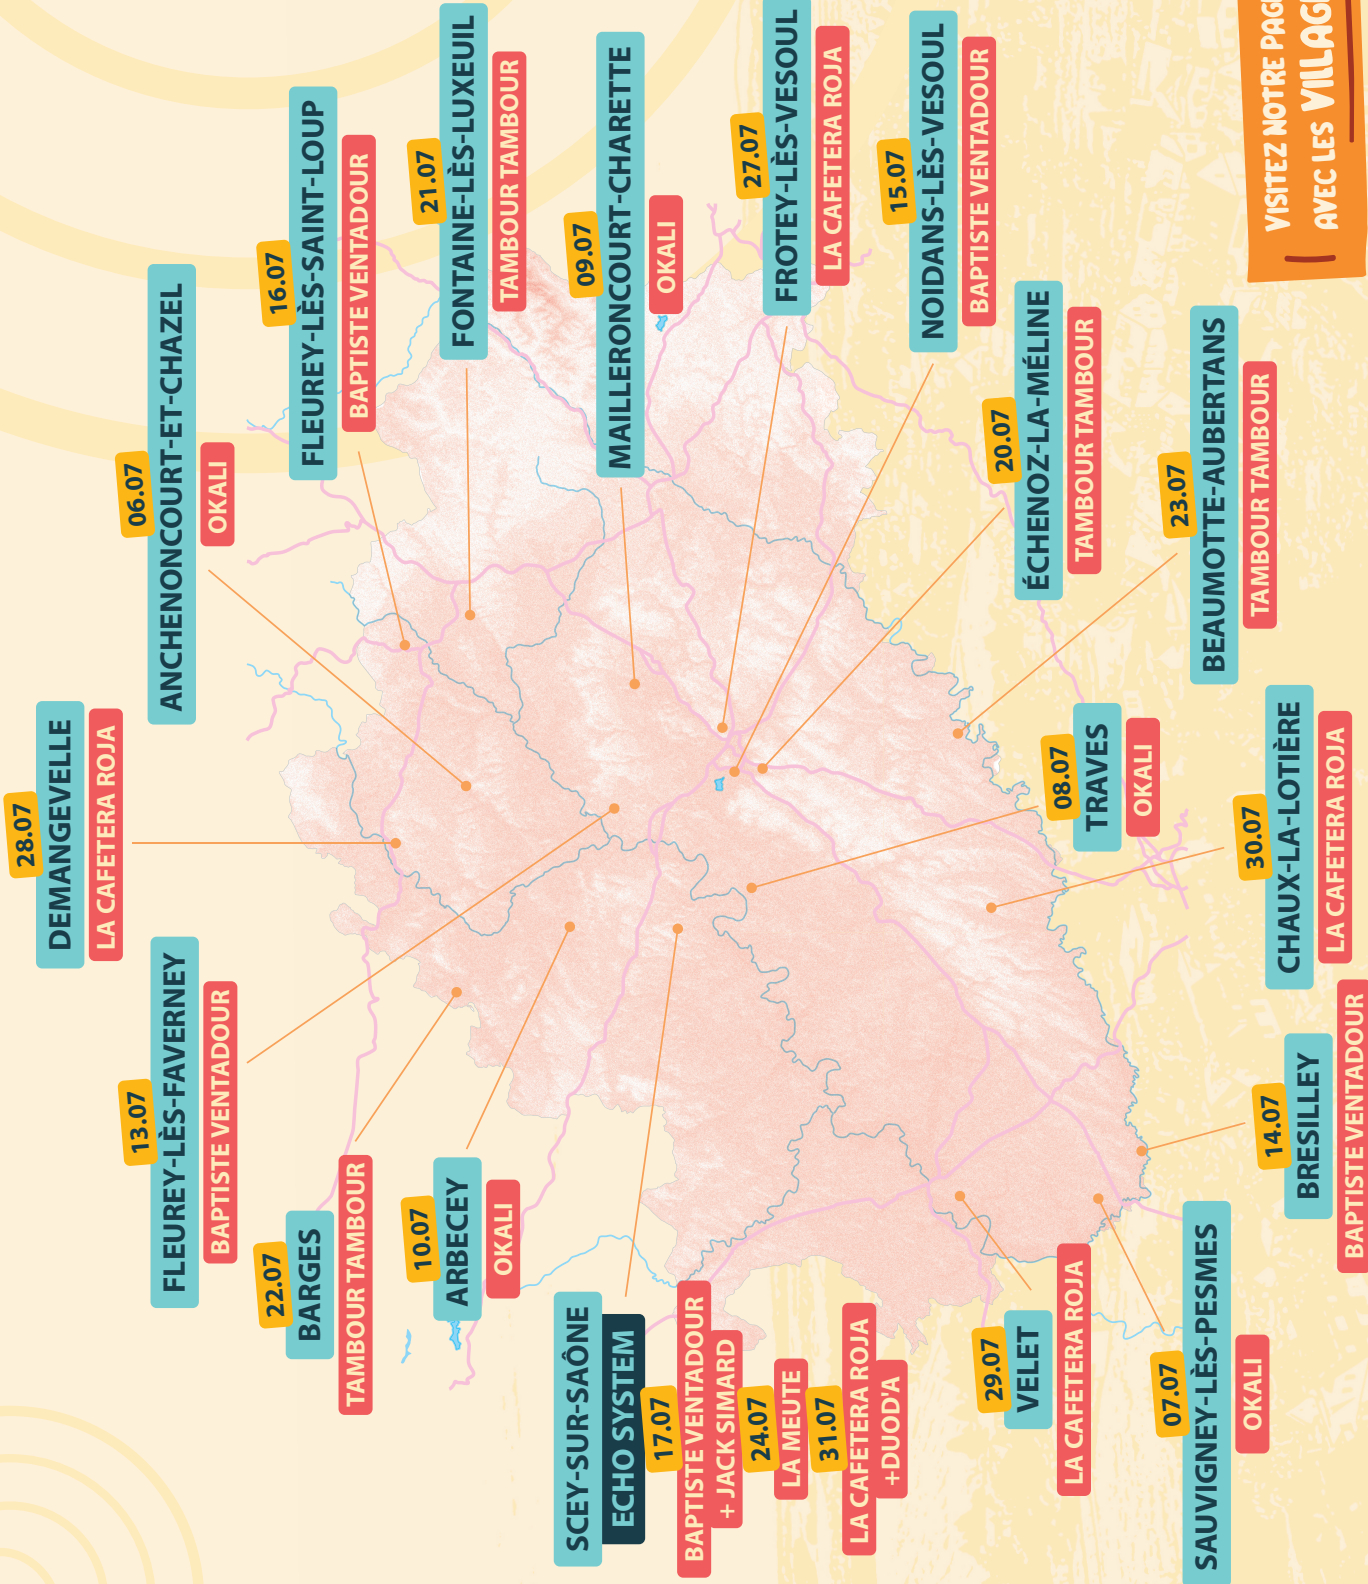 28.07
DEMANGEVELLE
LA CAFETERA ROJA
06.07
ANCHENONCOURT-ET-CHAZEL
OKALI
16.07
FLEUREY-LÈS-SAINT-LOUP
BAPTISTE VENTADOUR
21.07
FONTAINE-LÈS-LUXEUIL
TAMBOUR TAMBOUR
09.07
MAILLERONCOURT-CHARETTE
OKALI
27.07
FROTEY-LÈS-VESOUL
LA CAFETERA ROJA
15.07
NOIDANS-LÈS-VESOUL
BAPTISTE VENTADOUR
20.07
ÉCHENOZ-LA-MÉLINE
TAMBOUR TAMBOUR
23.07
BEAUMOTTE-AUBERTANS
TAMBOUR TAMBOUR
08.07
TRAVES
OKALI
30.07
CHAUX-LA-LOTIÈRE
LA CAFETERA ROJA
14.07
BRESILLEY
BAPTISTE VENTADOUR
07.07
SAUVIGNEY-LÈS-PESMES
OKALI
29.07
VELET
LA CAFETERA ROJA
SCEY-SUR-SAÔNE
ECHO SYSTEM
17.07
BAPTISTE VENTADOUR
+ JACK SIMARD
24.07
LA MEUTE
31.07
LA CAFETERA ROJA
+DUOD'A
10.07
ARBECEY
OKALI
22.07
BARGES
TAMBOUR TAMBOUR
13.07
FLEUREY-LÈS-FAVERNEY
BAPTISTE VENTADOUR
VISITEZ NOTRE PAG
AVEC LES VILLAG